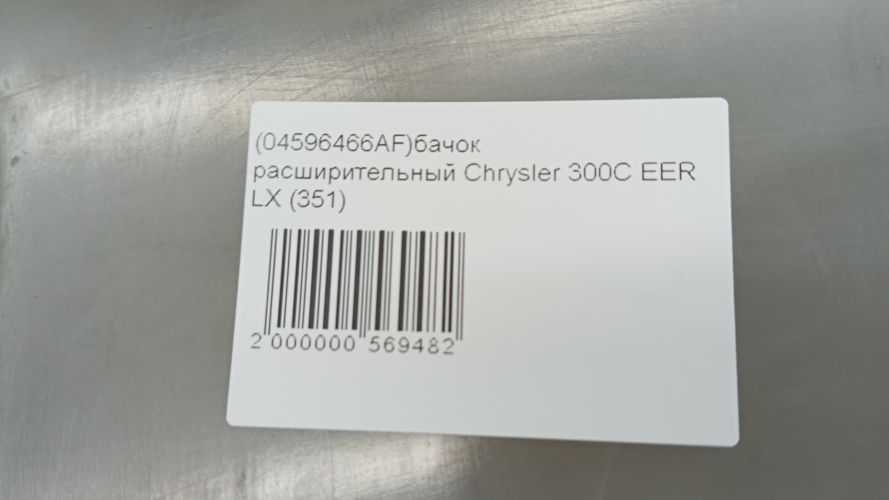 (04596466AF)бачок
расширительный Chrysler 300C EER
LX (351)
2 000000 569482